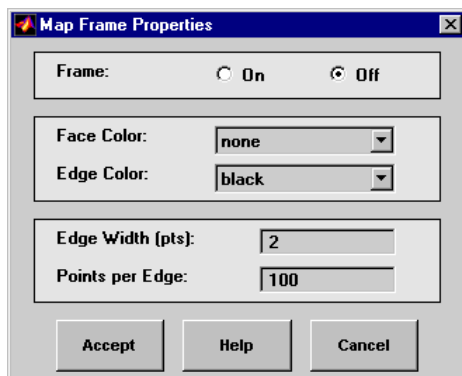 Map Frame Properties
Frame: On Off
Face Color: none
Edge Color: black
Edge Width (pts): 2
Points per Edge: 100
Accept Help Cancel